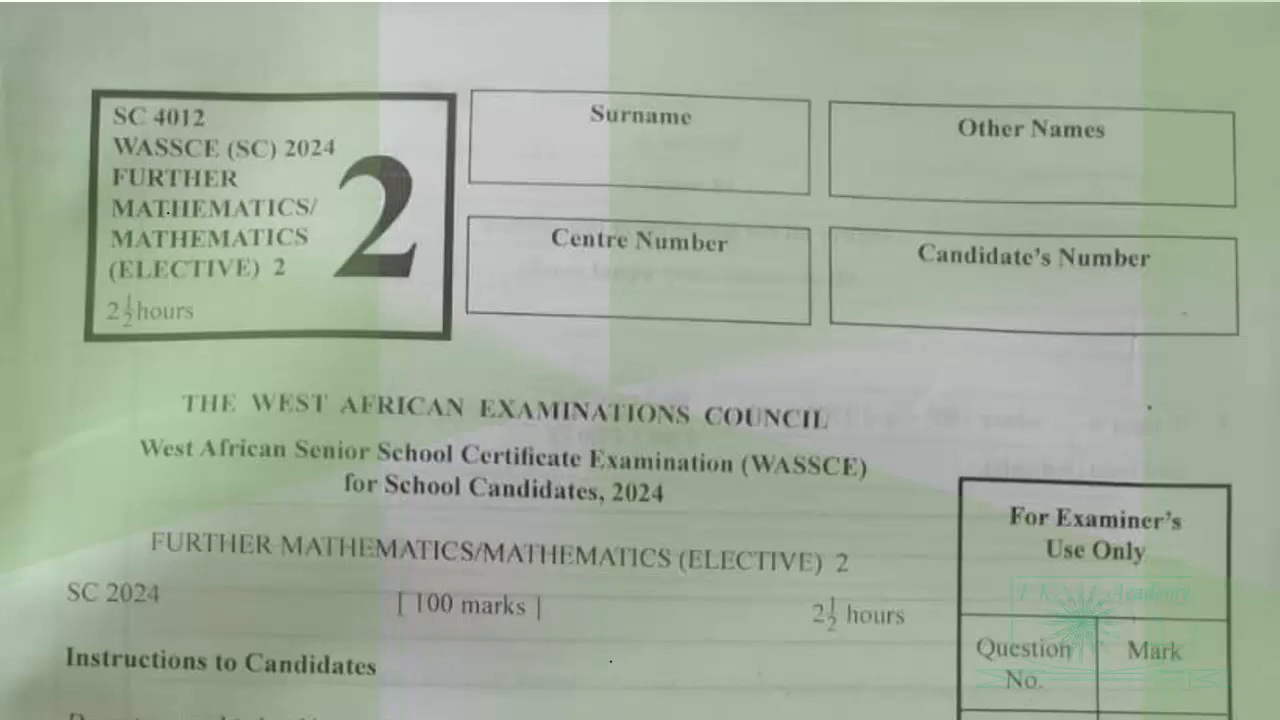 SC 4012
WASSCE (SC) 2024
FURTHER
MATHEMATICS/
MATHEMATICS
(ELECTIVE) 2
2½ hours
2
Surname
Other Names
Centre Number
Candidate's Number
THE WEST AFRICAN EXAMINATIONS COUNCIL
West African Senior School Certificate Examination (WASSCE)
for School Candidates, 2024
FURTHER MATHEMATICS/MATHEMATICS (ELECTIVE) 2
SC 2024
[ 100 marks ]
2½ hours
For Examiner's
Use Only
Academy
Question
No.
Mark
Instructions to Candidates